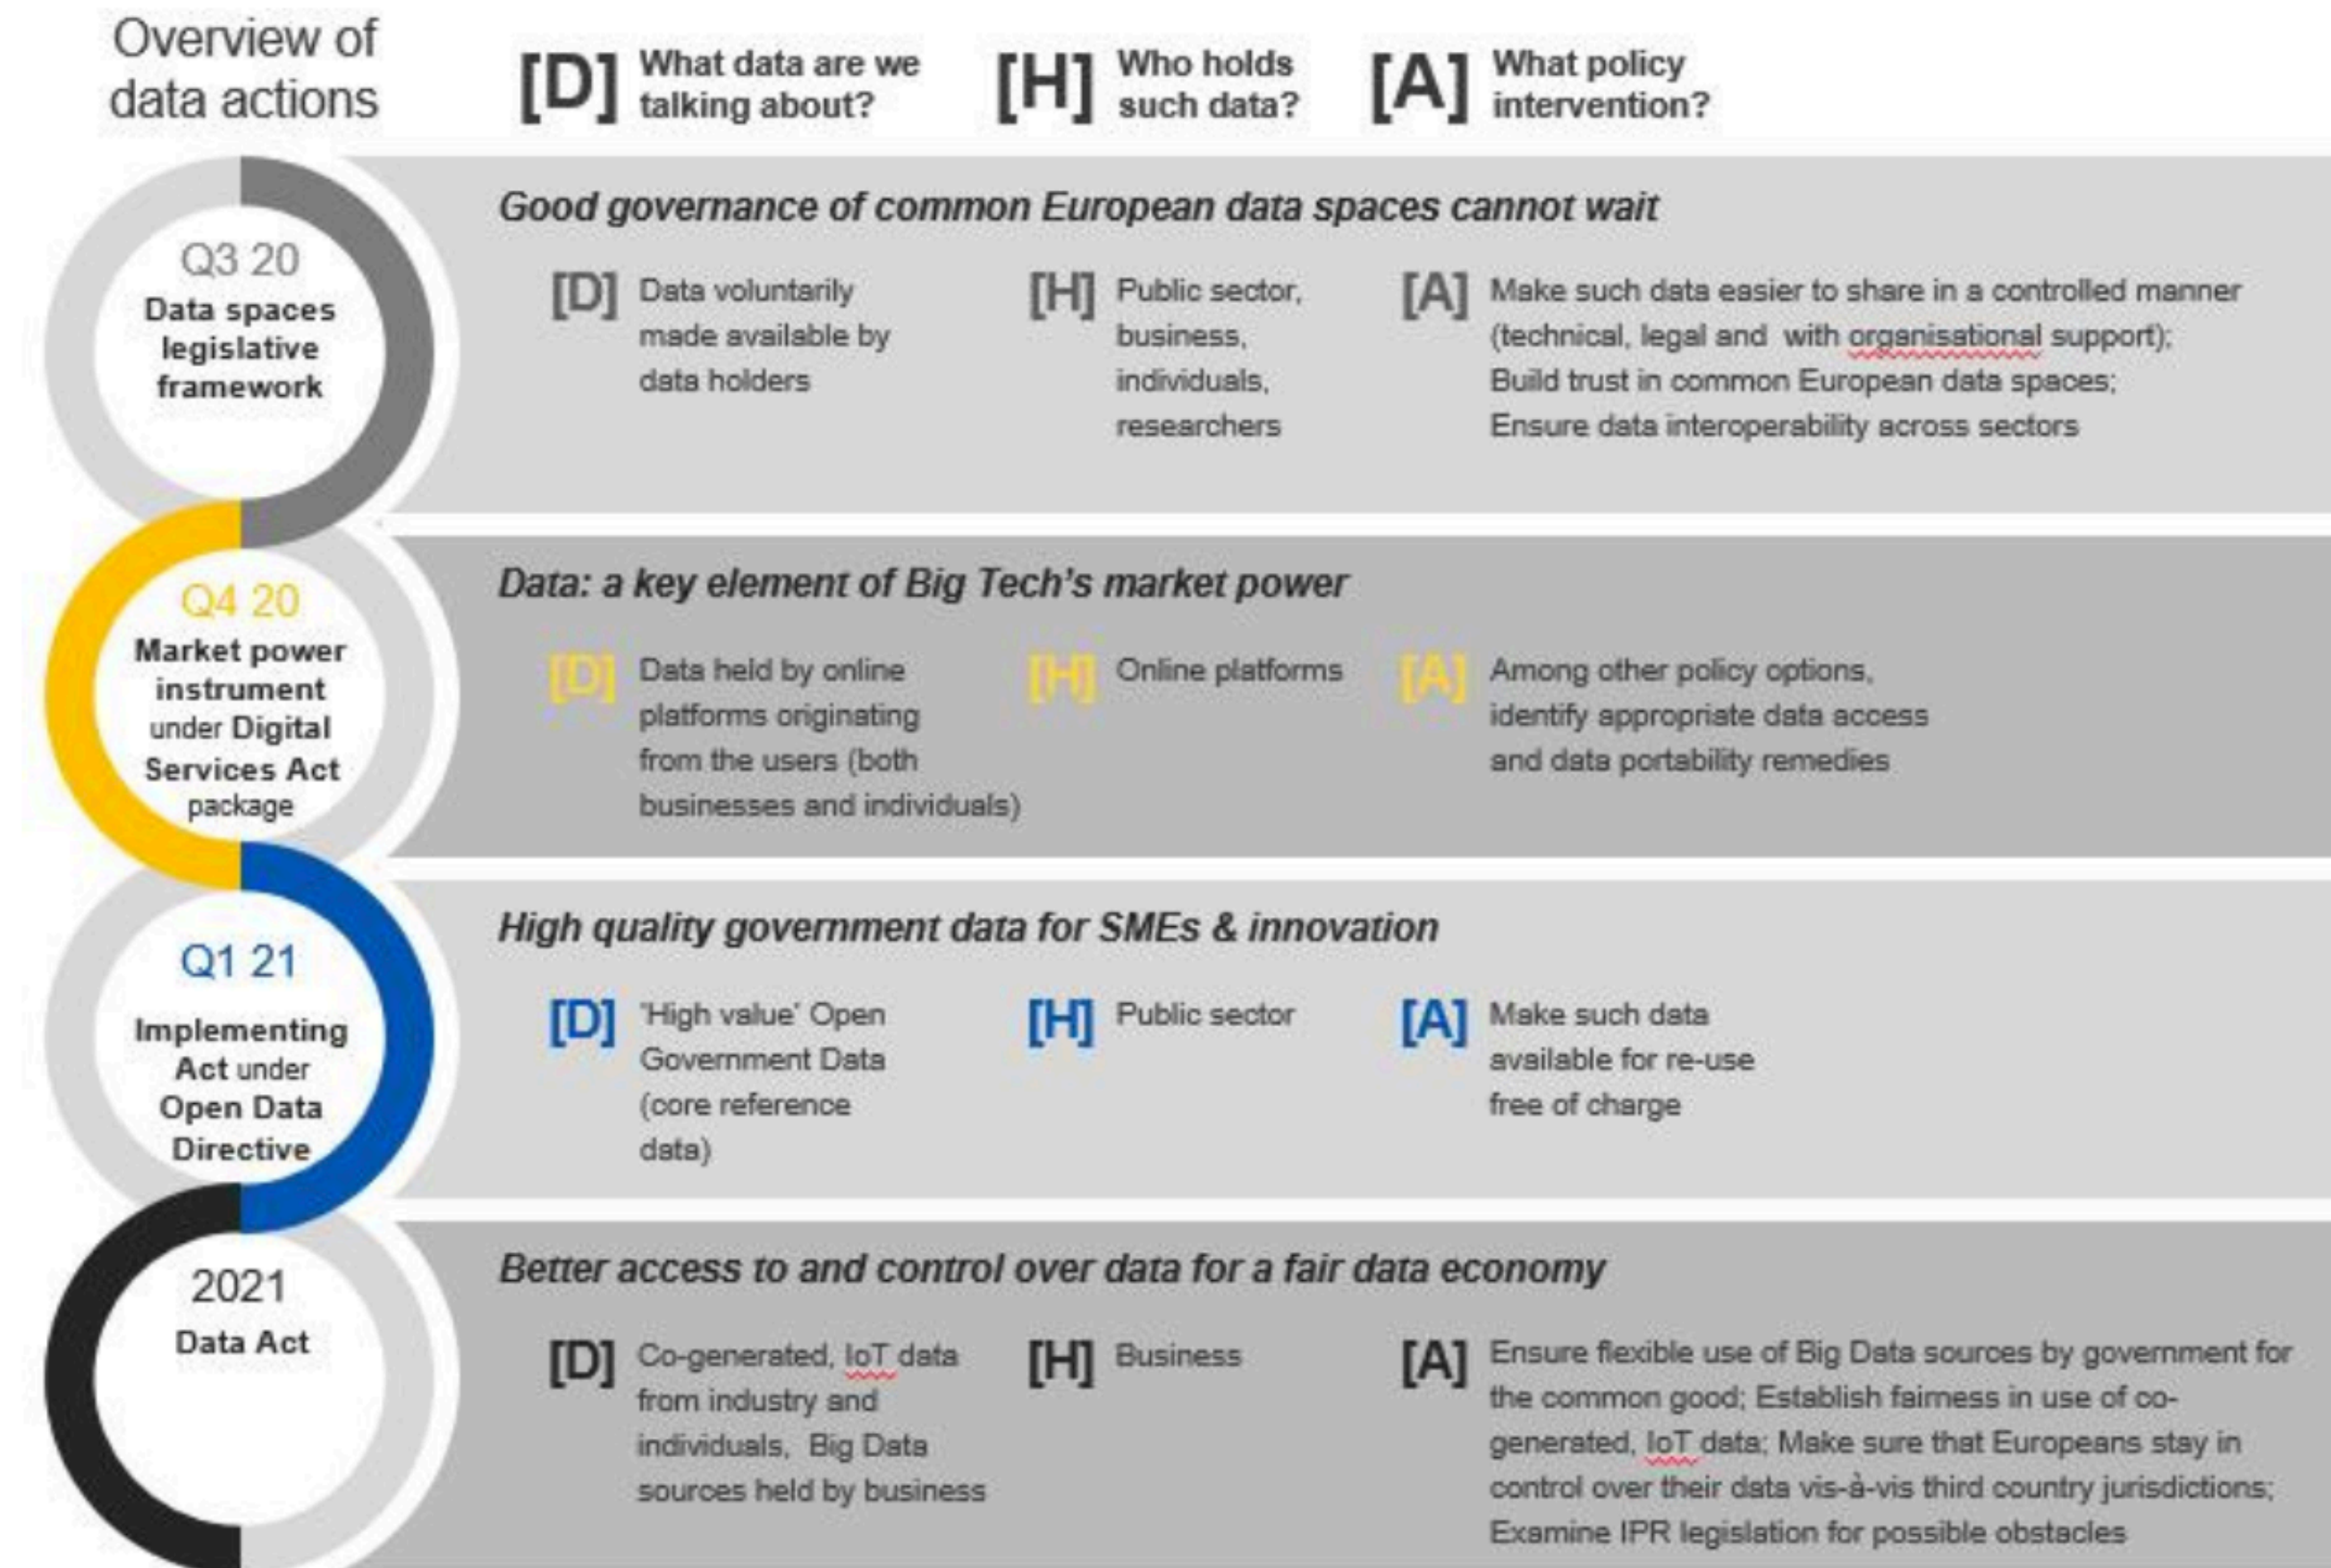 Overview of
data actions
[D] What data are we
talking about?
[H] Who holds
such data?
[A] What policy
intervention?
Q3 20
Data spaces
legislative
framework
Good governance of common European data spaces cannot wait
[D] Data voluntarily
made available by
data holders
[H] Public sector,
business,
individuals,
researchers
[A] Make such data easier to share in a controlled manner
(technical, legal and with organisational support);
Build trust in common European data spaces;
Ensure data interoperability across sectors
Q4 20
Market power
instrument
under Digital
Services Act
package
Data: a key element of Big Tech's market power
[D] Data held by online
platforms originating
from the users (both
businesses and individuals)
[H] Online platforms
[A] Among other policy options,
identify appropriate data access
and data portability remedies
Q1 21
Implementing
Act under
Open Data
Directive
High quality government data for SMEs & innovation
[D] 'High value' Open
Government Data
(core reference
data)
[H] Public sector
[A] Make such data
available for re-use
free of charge
2021
Data Act
Better access to and control over data for a fair data economy
[D] Co-generated, IoT data
from industry and
individuals, Big Data
sources held by business
[H] Business
[A] Ensure flexible use of Big Data sources by government for
the common good; Establish fairness in use of co-
generated, IoT data; Make sure that Europeans stay in
control over their data vis-à-vis third country jurisdictions;
Examine IPR legislation for possible obstacles